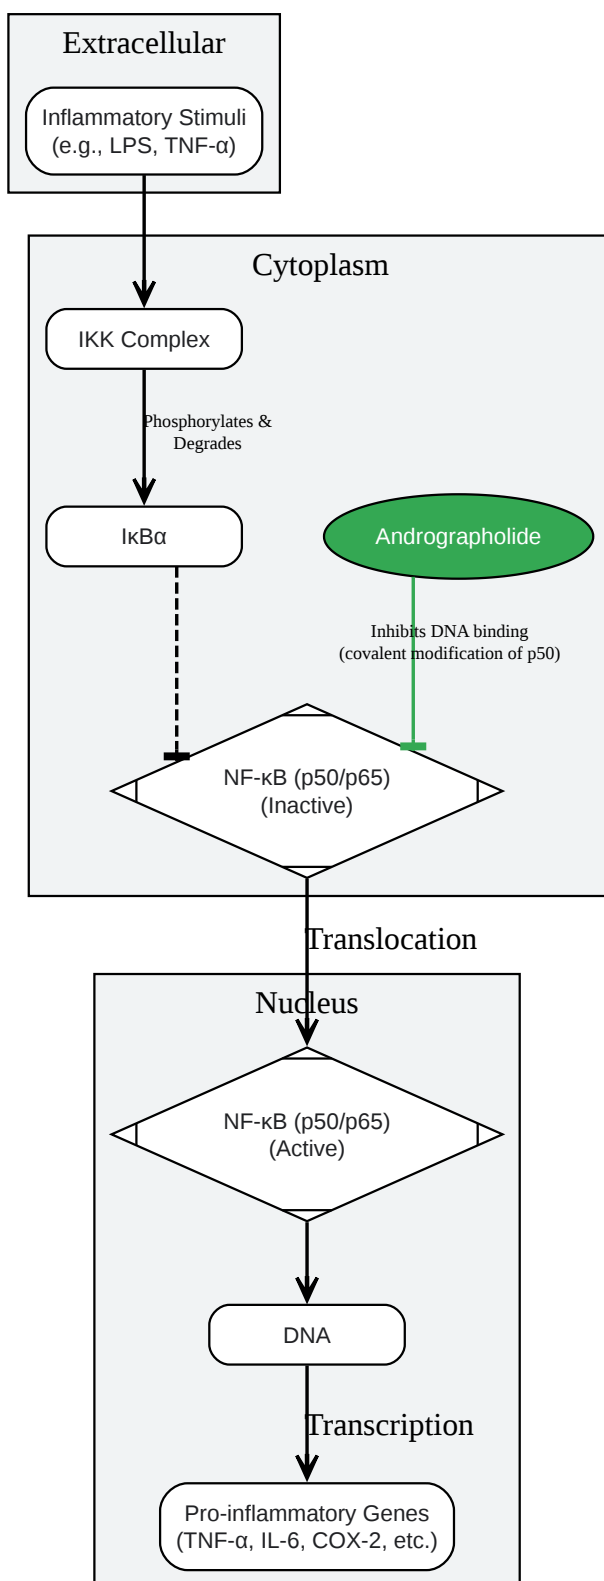 Extracellular
Inflammatory Stimuli
(e.g., LPS, TNF-α)
Cytoplasm
IKK Complex
Phosphorylates &
Degrades
IκBα
Andrographolide
Inhibits DNA binding
(covalent modification of p50)
NF-κB (p50/p65)
(Inactive)
Translocation
Nucleus
NF-κB (p50/p65)
(Active)
DNA
Transcription
Pro-inflammatory Genes
(TNF-α, IL-6, COX-2, etc.)